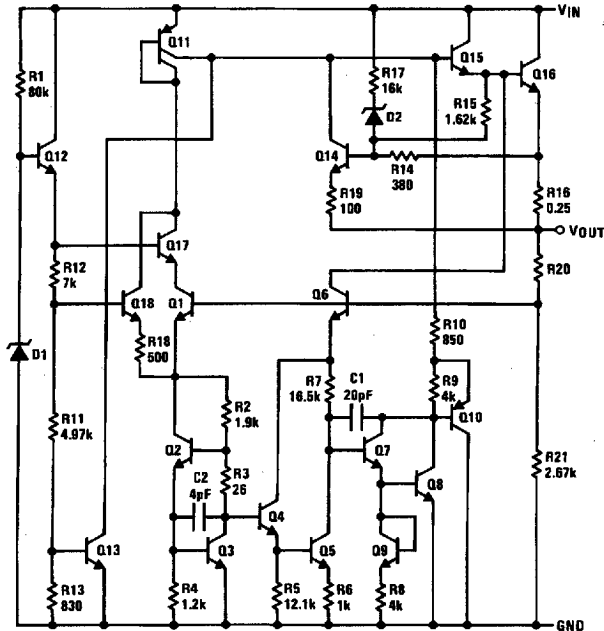 VIN
Q11
Q15
Q16
R1
80k
R17
16k
R15
1.62k
D2
Q12
Q14
R14
380
R19
100
R16
0.25
VOUT
Q17
R12
7k
R20
Q18
Q1
Q6
R18
500
R10
850
D1
R7
16.5k
C1
20pF
R9
4k
Q10
R11
4.97k
R2
1.9k
Q2
Q7
R21
2.67k
R3
26
C2
4pF
Q8
Q4
Q13
Q3
Q5
Q9
R13
830
R4
1.2k
R5
12.1k
R6
1k
R8
4k
GND